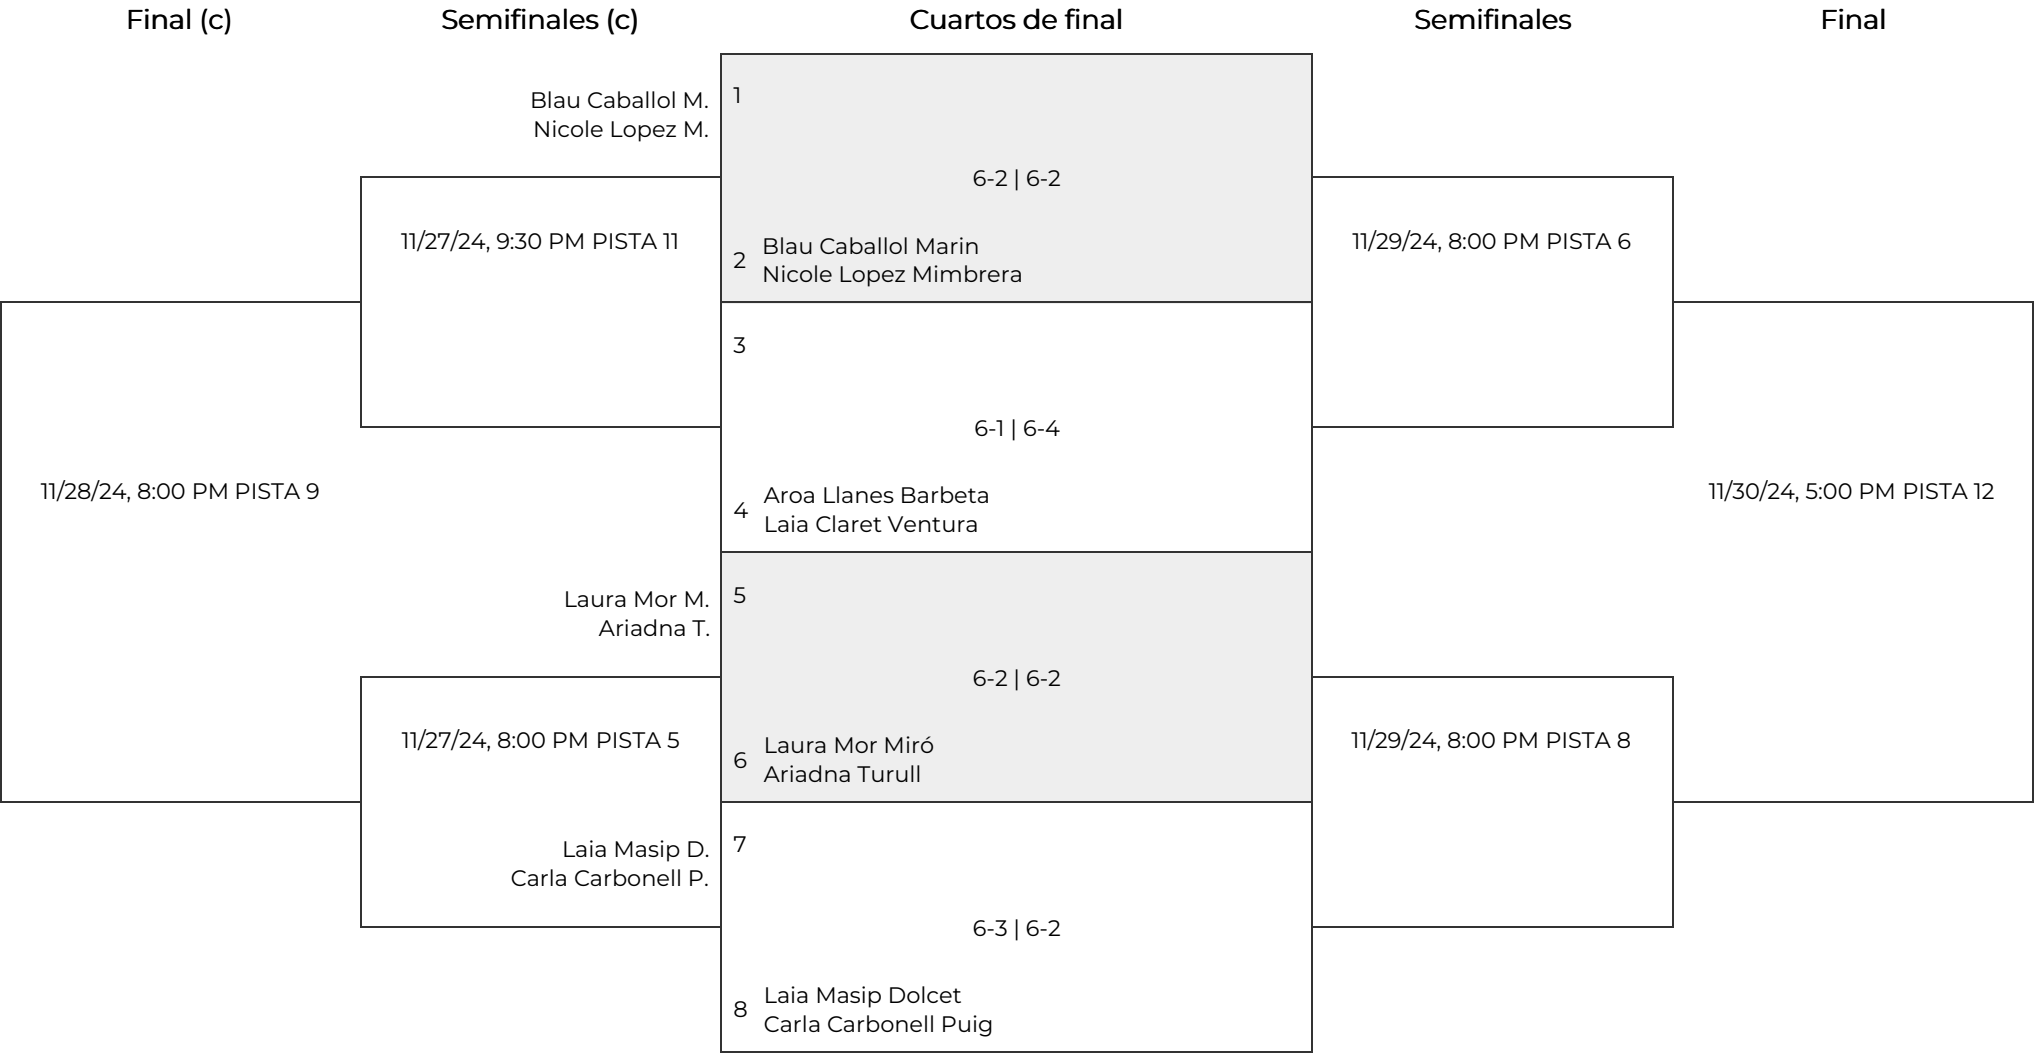 Final (c)
Semifinales (c)
Cuartos de final
Semifinales
Final
Blau Caballol M.
Nicole Lopez M.
1
6-2 | 6-2
11/27/24, 9:30 PM PISTA 11
2
Blau Caballol Marin
Nicole Lopez Mimbrera
11/29/24, 8:00 PM PISTA 6
3
6-1 | 6-4
11/28/24, 8:00 PM PISTA 9
4
Aroa Llanes Barbeta
Laia Claret Ventura
11/30/24, 5:00 PM PISTA 12
Laura Mor M.
Ariadna T.
5
6-2 | 6-2
11/27/24, 8:00 PM PISTA 5
6
Laura Mor Miró
Ariadna Turull
11/29/24, 8:00 PM PISTA 8
Laia Masip D.
Carla Carbonell P.
7
6-3 | 6-2
8
Laia Masip Dolcet
Carla Carbonell Puig